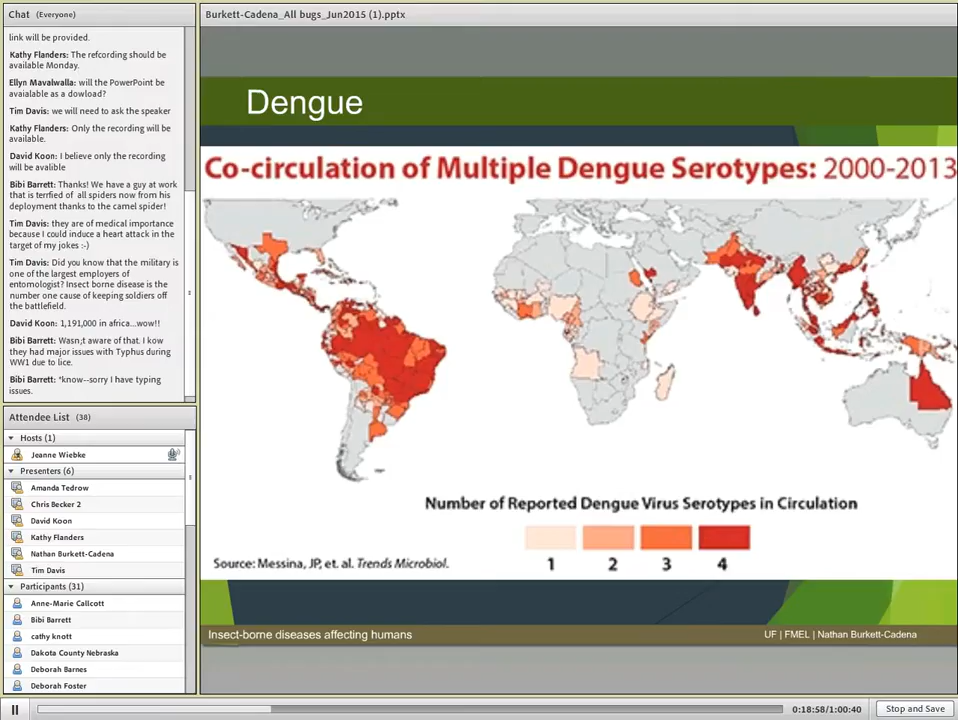 Chat (Everyone)
link will be provided.
Kathy Flanders: The refcording should be
available Monday.
Ellyn Mavalwalla: will the PowerPoint be
avaialable as a dowload?
Tim Davis: we will need to ask the speaker
Kathy Flanders: Only the recording will be
available.
David Koon: I believe only the recording
will be avalible
Bibi Barrett: Thanks! We have a guy at work
that is terrfied of all spiders now from his
deployment thanks to the camel spider!
Tim Davis: they are of medical importance
because I could induce a heart attack in the
target of my jokes :-)
Tim Davis: Did you know that the military is
one of the largest employers of
entomologist? Insect borne disease is the
number one cause of keeping soldiers off
the battlefield.
David Koon: 1,191,000 in africa...wow!!
Bibi Barrett: Wasn;t aware of that. I kow
they had major issues with Typhus during
WW1 due to lice.
Bibi Barrett: *know--sorry I have typing
issues.
Attendee List (38)
Hosts (1)
Jeanne Wiebke
Presenters (6)
Amanda Tedrow
Chris Becker 2
David Koon
Kathy Flanders
Nathan Burkett-Cadena
Tim Davis
Participants (31)
Anne-Marie Callcott
Bibi Barrett
cathy knott
Dakota County Nebraska
Deborah Barnes
Deborah Foster
Burkett-Cadena_All bugs_Jun2015 (1).pptx
Dengue
Co-circulation of Multiple Dengue Serotypes: 2000-2013
Number of Reported Dengue Virus Serotypes in Circulation
1 2 3 4
Source: Messina, JP, et. al. Trends Microbiol.
Insect-borne diseases affecting humans
UF | FMEL | Nathan Burkett-Cadena
0:18:58/1:00:40
Stop and Save